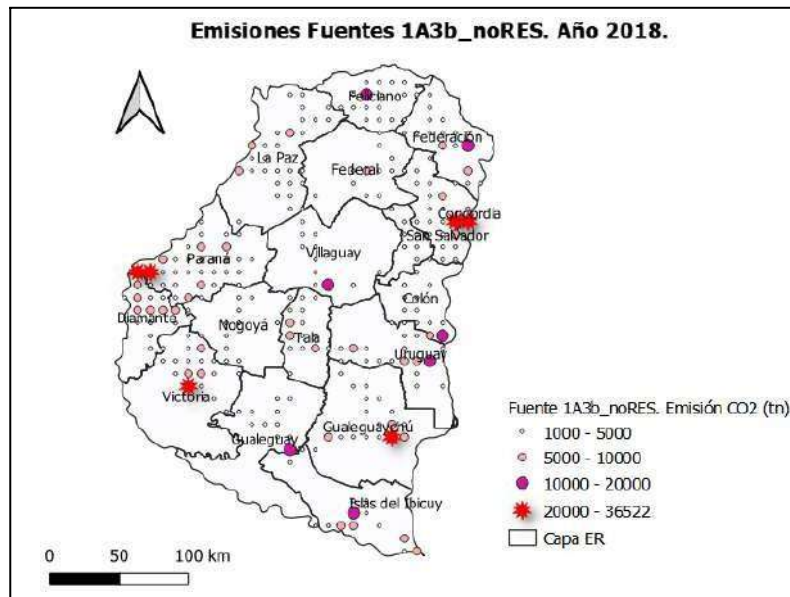 Emisiones Fuentes 1A3b_noRES. Año 2018.
Feliciano
Federación
La Paz
Federal
Concordia
San Salvador
Paraná
Villaguay
Colón
Diamante
Nogoyá
Tala
Uruguay
Victoria
Gualeguay
Gualeguaychú
Islas del Ibicuy
Fuente 1A3b_noRES. Emisión CO2 (tn)
1000 - 5000
5000 - 10000
10000 - 20000
20000 - 36522
Capa ER
0 50 100 km